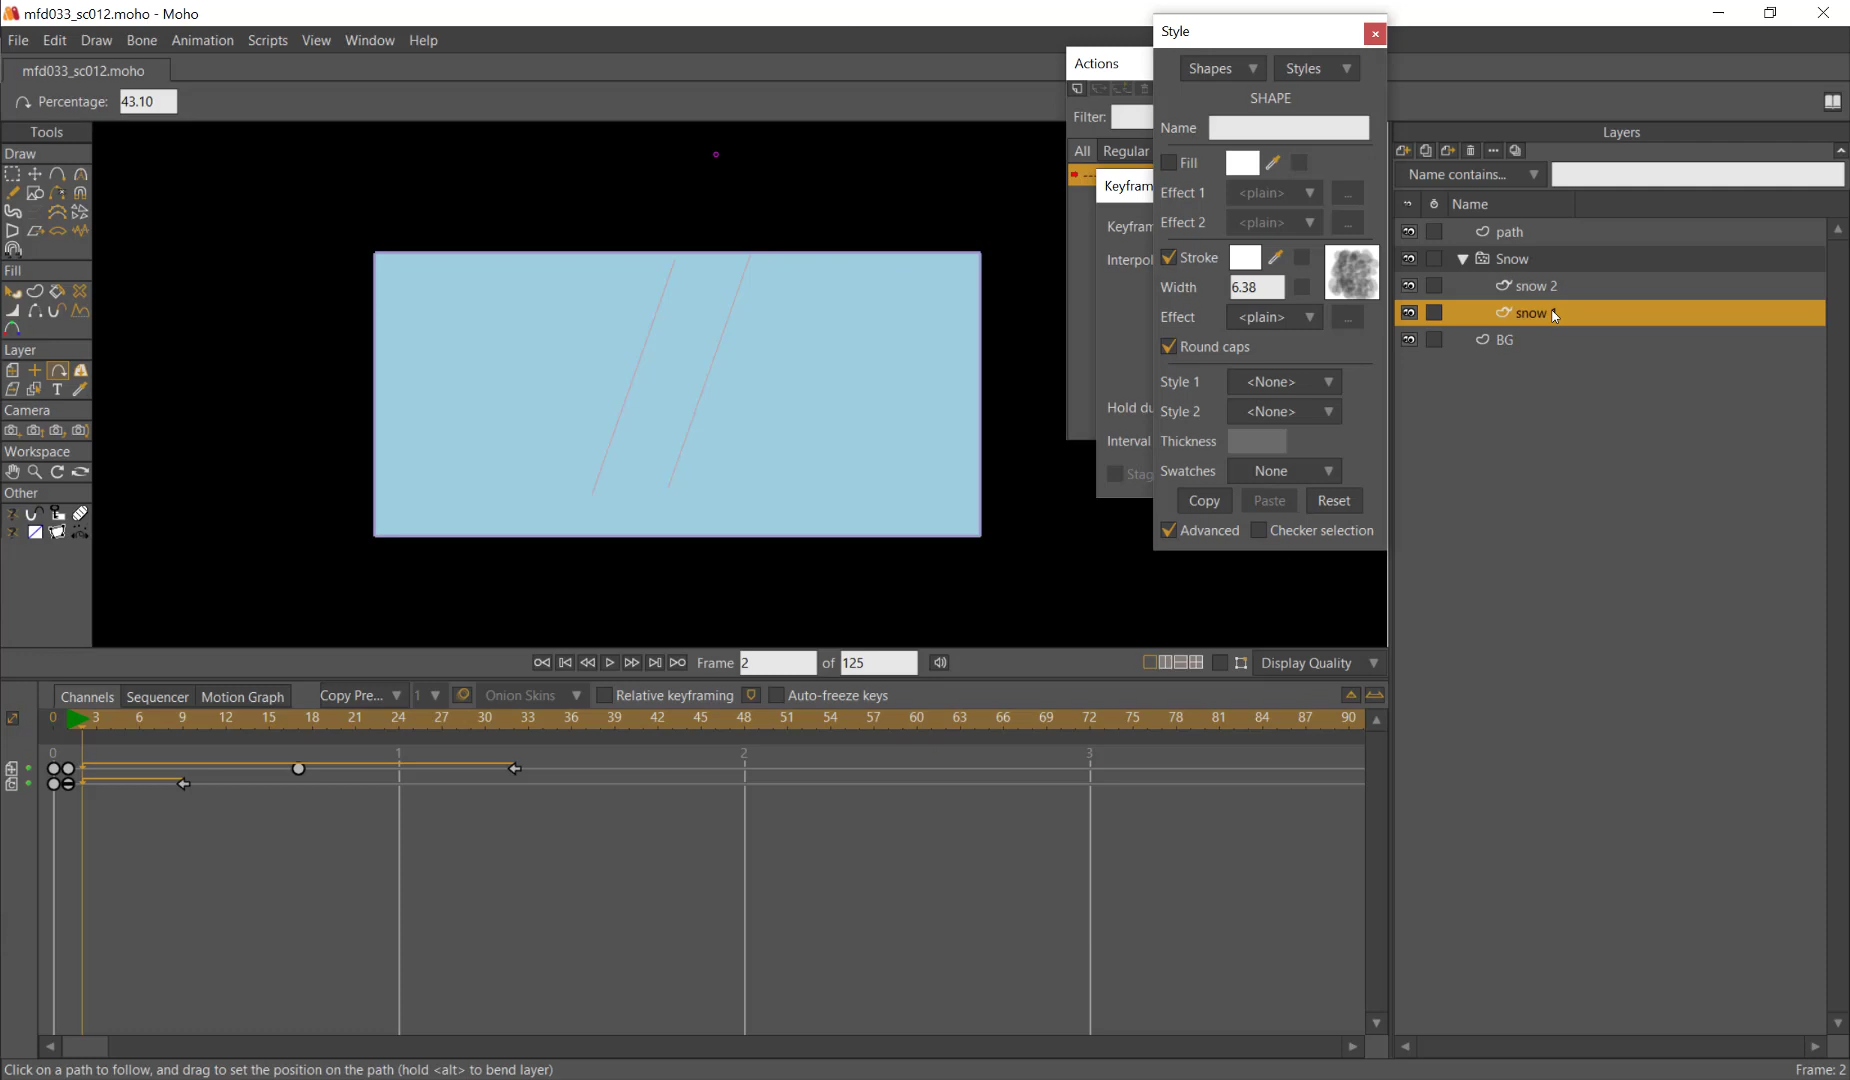 mfd033_sc012.moho - Moho
File Edit Draw Bone Animation Scripts View Window Help
mfd033_sc012.moho
Percentage: 43.10
Tools
Draw
Fill
Layer
Camera
Workspace
Other
Actions
Filter:
All Regular
Keyfram
Keyfram
Interpol
Hold du
Interval
Stag
Style
Shapes Styles
SHAPE
Name
Fill
Effect 1 <plain> ...
Effect 2 <plain> ...
Stroke
Width 6.38
Effect <plain> ...
Round caps
Style 1 <None>
Style 2 <None>
Thickness
Swatches None
Copy Paste Reset
Advanced Checker selection
Layers
Name contains...
Name
path
Snow
snow 2
snow
BG
Frame 2 of 125
Display Quality
Channels Sequencer Motion Graph Copy Pre... 1 Onion Skins Relative keyframing Auto-freeze keys
0 3 6 9 12 15 18 21 24 27 30 33 36 39 42 45 48 51 54 57 60 63 66 69 72 75 78 81 84 87 90
0 1 2 3
Click on a path to follow, and drag to set the position on the path (hold <alt> to bend layer)
Frame: 2